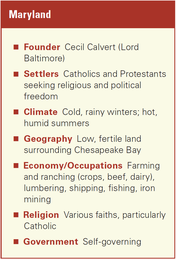 Maryland
■ Founder Cecil Calvert (Lord
Baltimore)
■ Settlers Catholics and Protestants
seeking religious and political
freedom
■ Climate Cold, rainy winters; hot,
humid summers
■ Geography Low, fertile land
surrounding Chesapeake Bay
■ Economy/Occupations Farming
and ranching (crops, beef, dairy),
lumbering, shipping, fishing, iron
mining
■ Religion Various faiths, particularly
Catholic
■ Government Self-governing